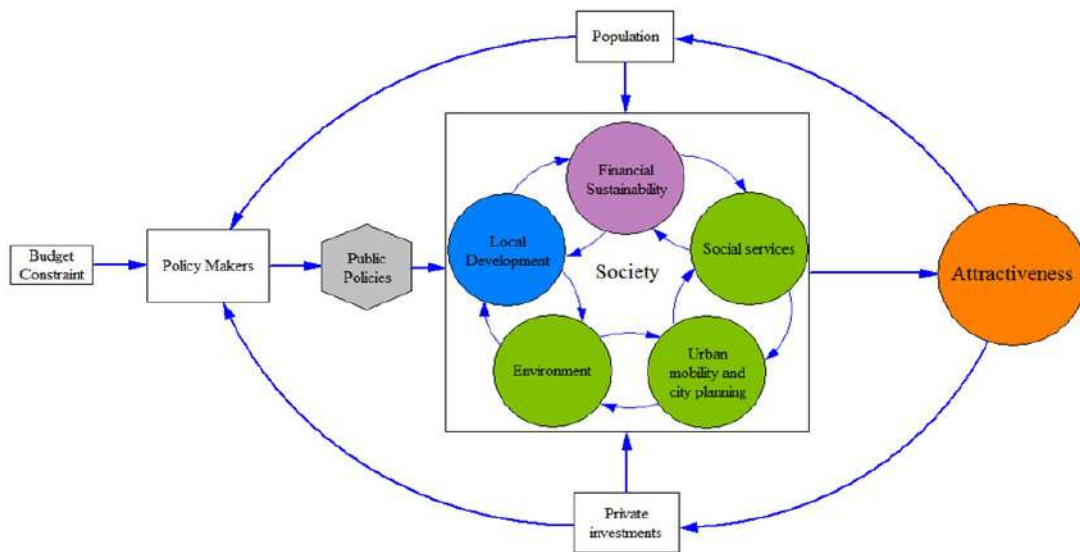 Population
Budget
Constraint
Policy Makers
Public
Policies
Financial
Sustainability
Local
Development
Social services
Society
Environment
Urban
mobility and
city planning
Attractiveness
Private
investments